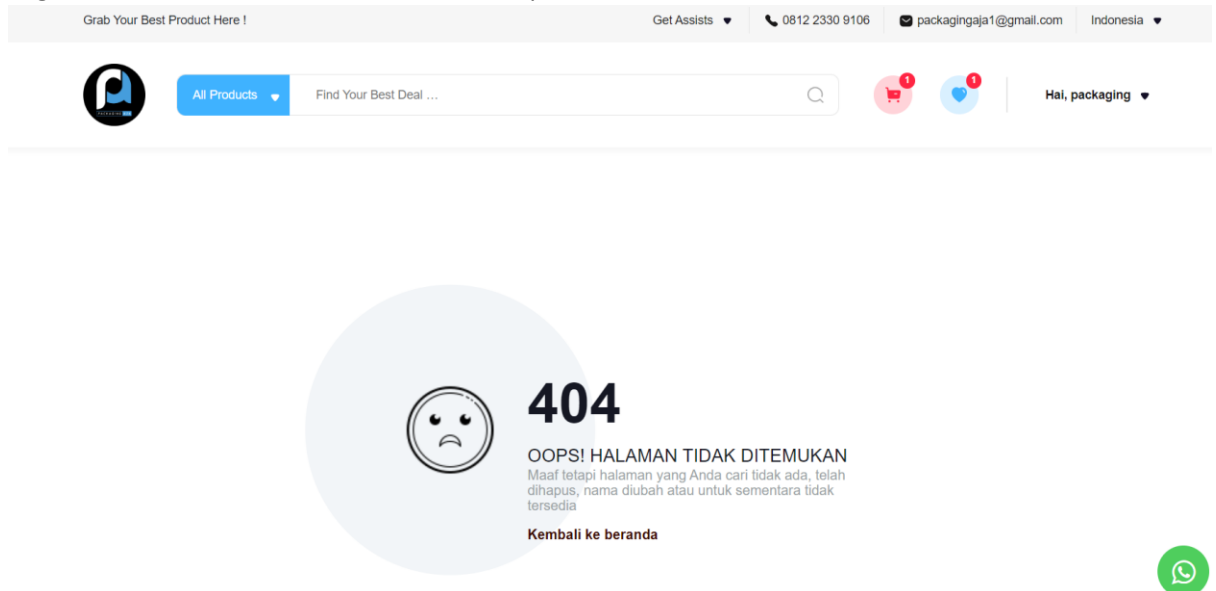 Grab Your Best Product Here !
Get Assists
0812 2330 9106
packagingaja1@gmail.com
Indonesia
All Products
Find Your Best Deal ...
1
1
Hai, packaging
404
OOPS! HALAMAN TIDAK DITEMUKAN
Maaf tetapi halaman yang Anda cari tidak ada, telah
dihapus, nama diubah atau untuk sementara tidak
tersedia
Kembali ke beranda